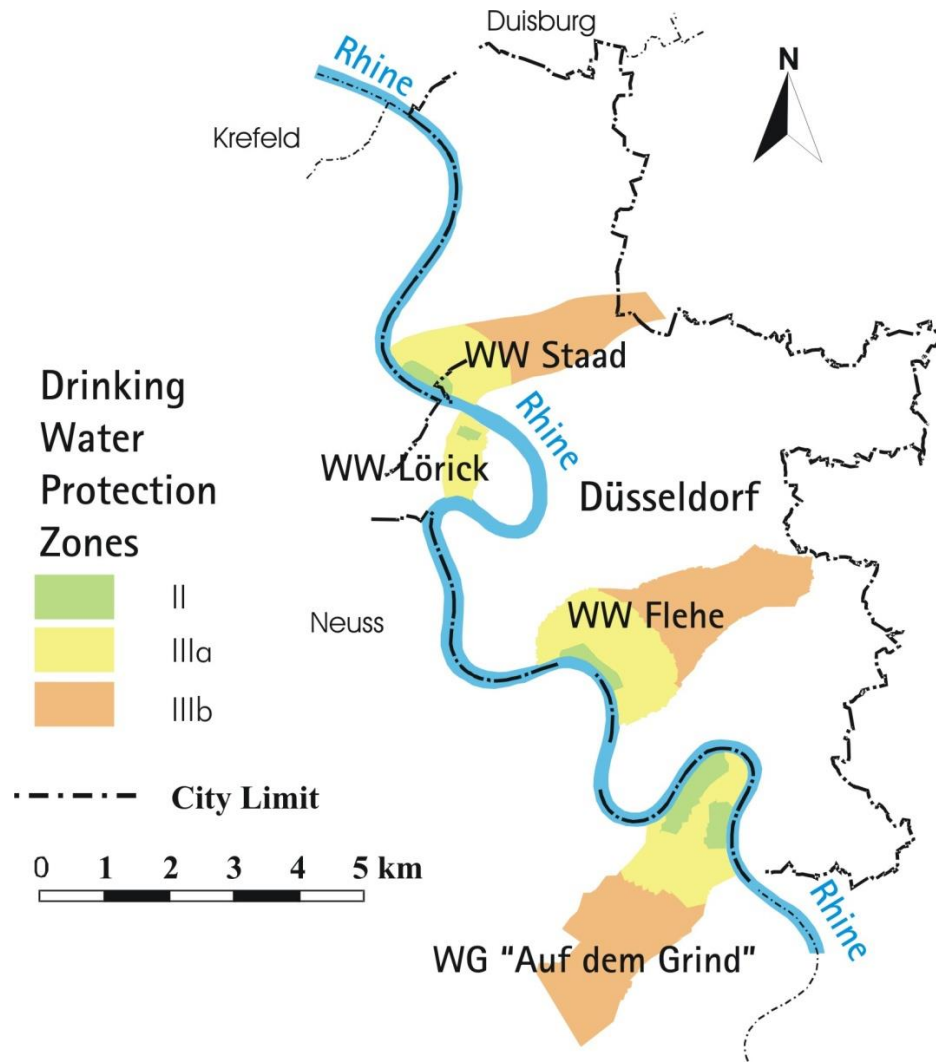 Duisburg
Rhine
N
Krefeld
WW Staad
Drinking
Water
Protection
Zones
Rhine
WW Lörick
Düsseldorf
II
WW Flehe
Neuss
IIIa
IIIb
City Limit
0 1 2 3 4 5 km
Rhine
WG "Auf dem Grind"